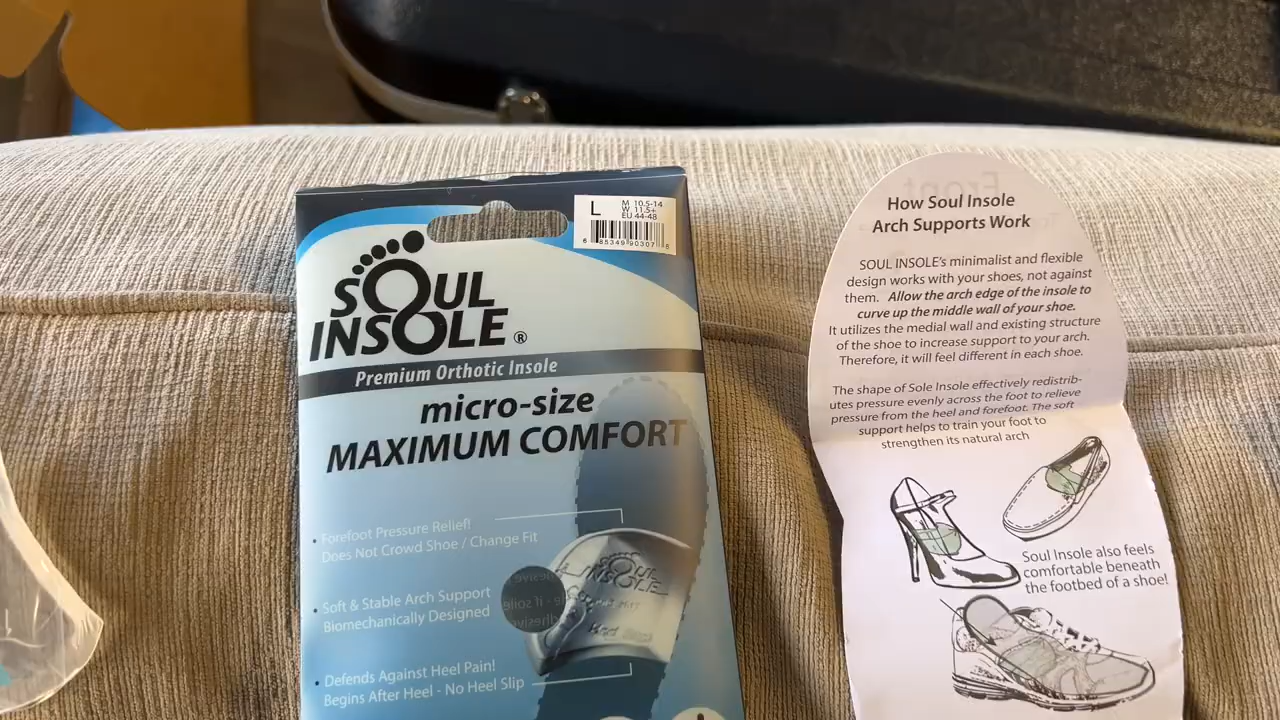 L
M 10.5-14
W 11.5+
EU 44-48
6 85349 90307 8
SOUL
INSOLE®
Premium Orthotic Insole
micro-size
MAXIMUM COMFORT
• Forefoot Pressure Relief!
Does Not Crowd Shoe / Change Fit
• Soft & Stable Arch Support
Biomechanically Designed
• Defends Against Heel Pain!
Begins After Heel - No Heel Slip
SOUL
INSOLE
Front
How Soul Insole
Arch Supports Work
SOUL INSOLE's minimalist and flexible
design works with your shoes, not against
them. Allow the arch edge of the insole to
curve up the middle wall of your shoe.
It utilizes the medial wall and existing structure
of the shoe to increase support to your arch.
Therefore, it will feel different in each shoe.
The shape of Sole Insole effectively redistrib-
utes pressure evenly across the foot to relieve
pressure from the heel and forefoot. The soft
support helps to train your foot to
strengthen its natural arch
Soul Insole also feels
comfortable beneath
the footbed of a shoe!